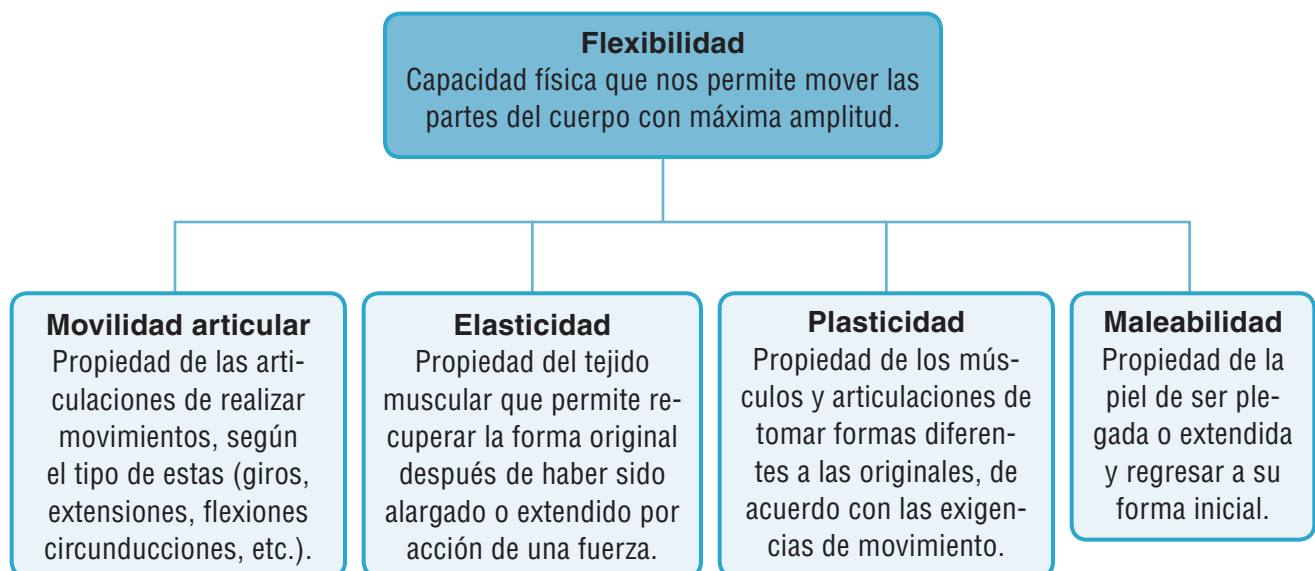 Flexibilidad
Capacidad física que nos permite mover las
partes del cuerpo con máxima amplitud.
Movilidad articular
Propiedad de las arti-
culaciones de realizar
movimientos, según
el tipo de estas (giros,
extensiones, flexiones
circunducciones, etc.).
Elasticidad
Propiedad del tejido
muscular que permite re-
cuperar la forma original
después de haber sido
alargado o extendido por
acción de una fuerza.
Plasticidad
Propiedad de los mús-
culos y articulaciones de
tomar formas diferen-
tes a las originales, de
acuerdo con las exigen-
cias de movimiento.
Maleabilidad
Propiedad de la
piel de ser ple-
gada o extendida
y regresar a su
forma inicial.